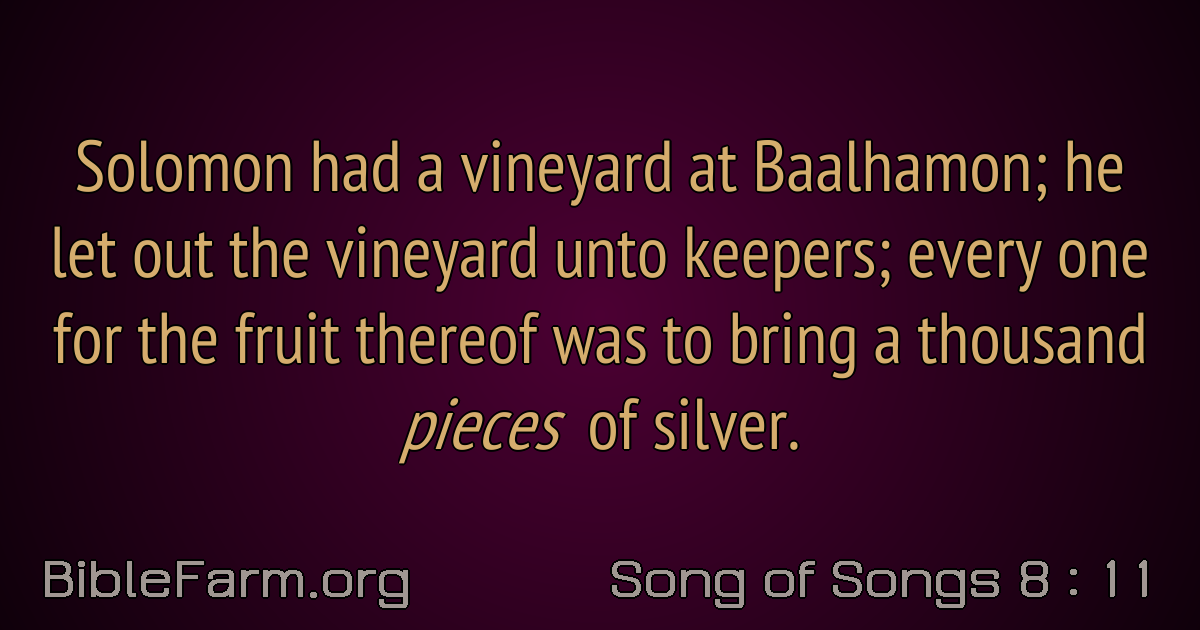 Solomon had a vineyard at Baalhamon; he
let out the vineyard unto keepers; every one
for the fruit thereof was to bring a thousand
pieces of silver.
BibleFarm.org
Song of Songs 8 : 11